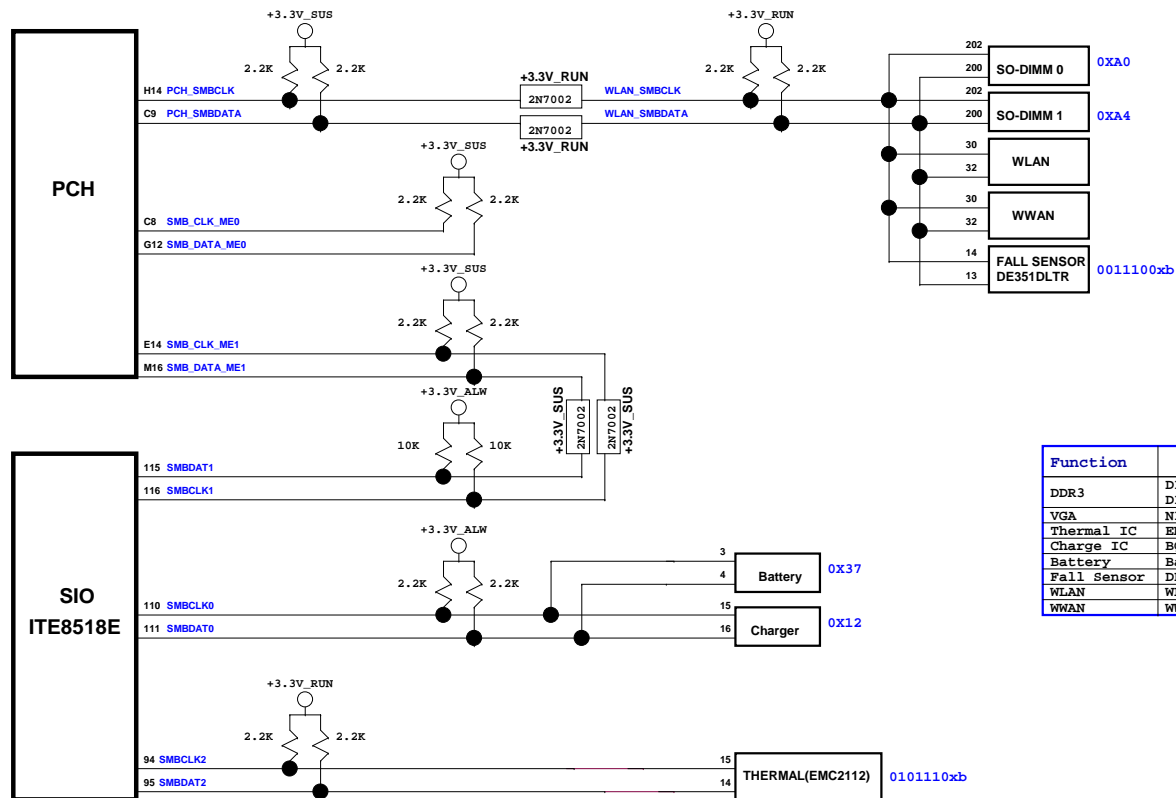 +3.3V_SUS
+3.3V_RUN
2.2K 2.2K
+3.3V_RUN
2.2K 2.2K
202
200
SO-DIMM 0
0XA0
H14 PCH_SMBCLK
2N7002
WLAN_SMBCLK
202
C9 PCH_SMBDATA
2N7002
WLAN_SMBDATA
200
SO-DIMM 1
0XA4
+3.3V_RUN
+3.3V_SUS
30
32
WLAN
PCH
2.2K 2.2K
30
32
WWAN
C8 SMB_CLK_ME0
G12 SMB_DATA_ME0
14
13
FALL SENSOR
DE351DLTR
0011100xb
+3.3V_SUS
2.2K 2.2K
E14 SMB_CLK_ME1
M16 SMB_DATA_ME1
+3.3V_ALW
+3.3V_SUS
2N7002
2N7002
+3.3V_SUS
10K 10K
115 SMBDAT1
116 SMBCLK1
Function
DDR3
VGA
Thermal IC
Charge IC
Battery
Fall Sensor
WLAN
WWAN
+3.3V_ALW
2.2K 2.2K
3
4
Battery
0X37
SIO
ITE8518E
110 SMBCLK0
111 SMBDAT0
15
16
Charger
0X12
+3.3V_RUN
2.2K 2.2K
94 SMBCLK2
95 SMBDAT2
15
14
THERMAL(EMC2112)
0101110xb